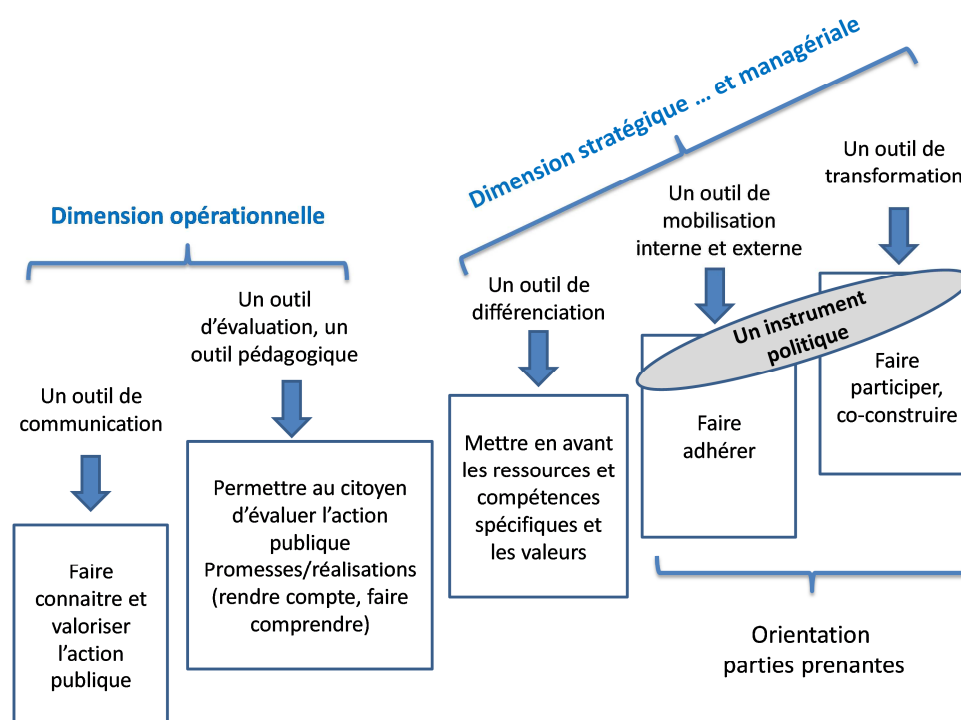 Dimension opérationnelle
Un outil de
communication
Faire
connaitre et
valoriser
l’action
publique
Un outil
d’évaluation, un
outil pédagogique
Permettre au citoyen
d’évaluer l’action
publique
Promesses/réalisations
(rendre compte, faire
comprendre)
Dimension stratégique ... et managériale
Un outil de
différenciation
Mettre en avant
les ressources et
compétences
spécifiques et
les valeurs
Un outil de
mobilisation
interne et externe
Faire
adhérer
Un outil de
transformation
Un instrument
politique
Faire
participer,
co-construire
Orientation
parties prenantes